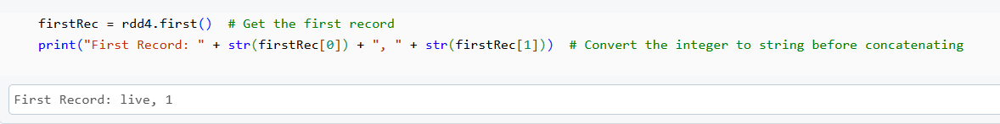 firstRec = rdd4.first()  # Get the first record
print("First Record: " + str(firstRec[0]) + ", " + str(firstRec[1]))  # Convert the integer to string before concatenating
First Record: live, 1